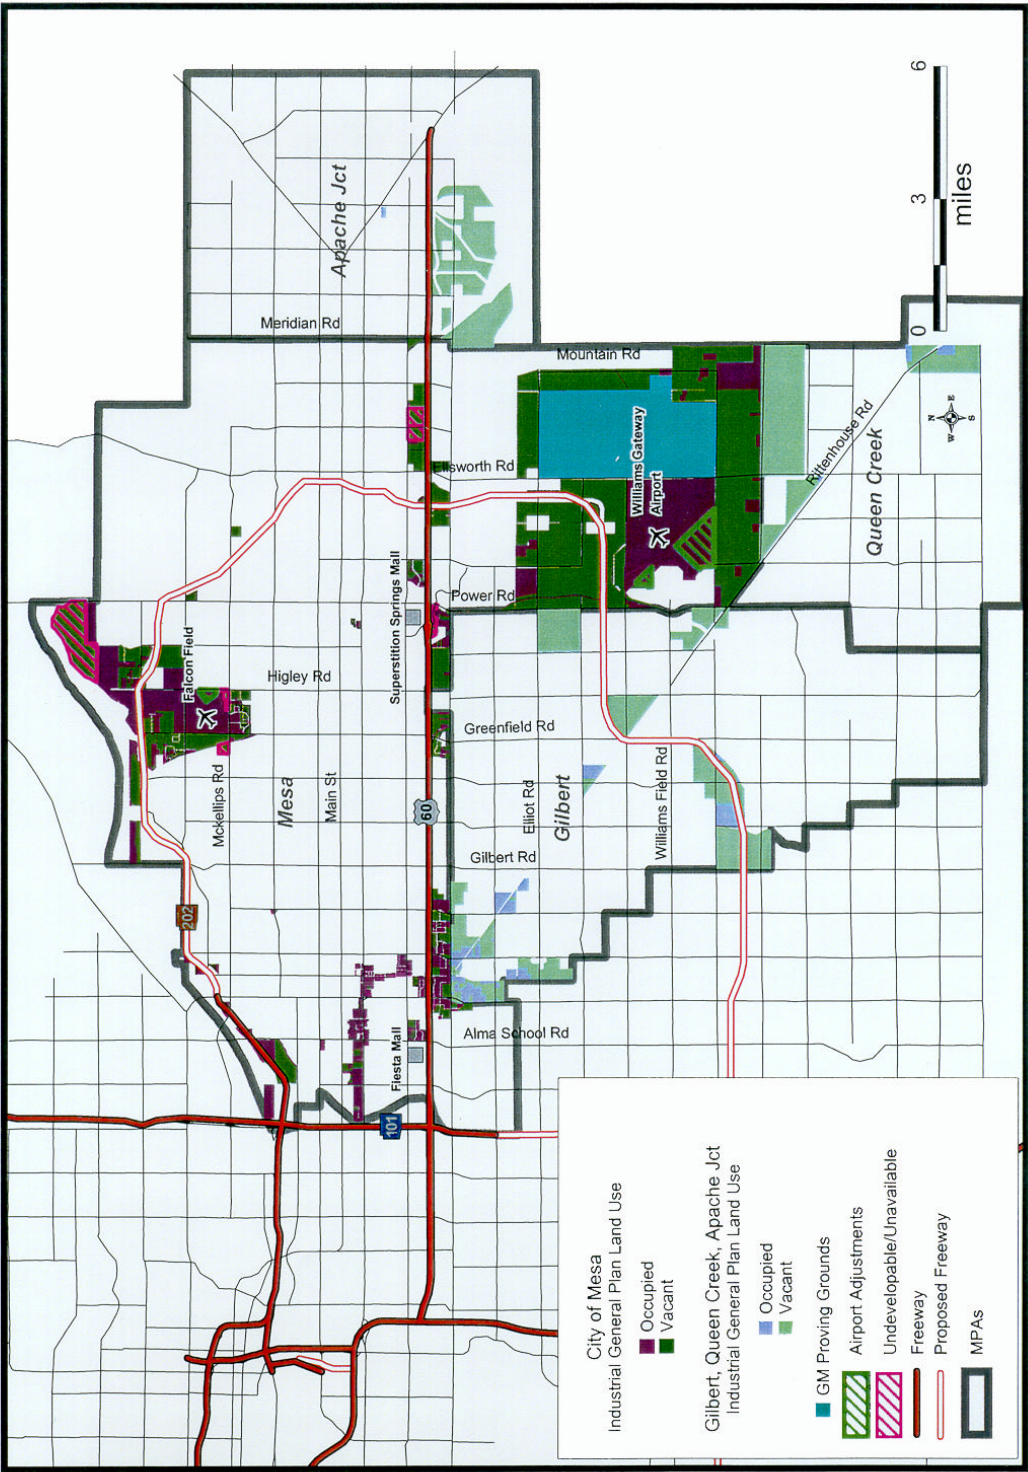 Apache Jct
Meridian Rd
Mountain Rd
Ellsworth Rd
Williams Gateway
Airport
Rittenhouse Rd
Queen Creek
Power Rd
Superstition Springs Mall
Falcon Field
Higley Rd
Greenfield Rd
Mckellips Rd
Mesa
Main St
60
Elliot Rd
Gilbert
Williams Field Rd
Gilbert Rd
202
Alma School Rd
Fiesta Mall
101
N
W E
S
0 3 6
miles
City of Mesa
Industrial General Plan Land Use
Occupied
Vacant
Gilbert, Queen Creek, Apache Jct
Industrial General Plan Land Use
Occupied
Vacant
GM Proving Grounds
Airport Adjustments
Undevelopable/Unavailable
Freeway
Proposed Freeway
MPAs